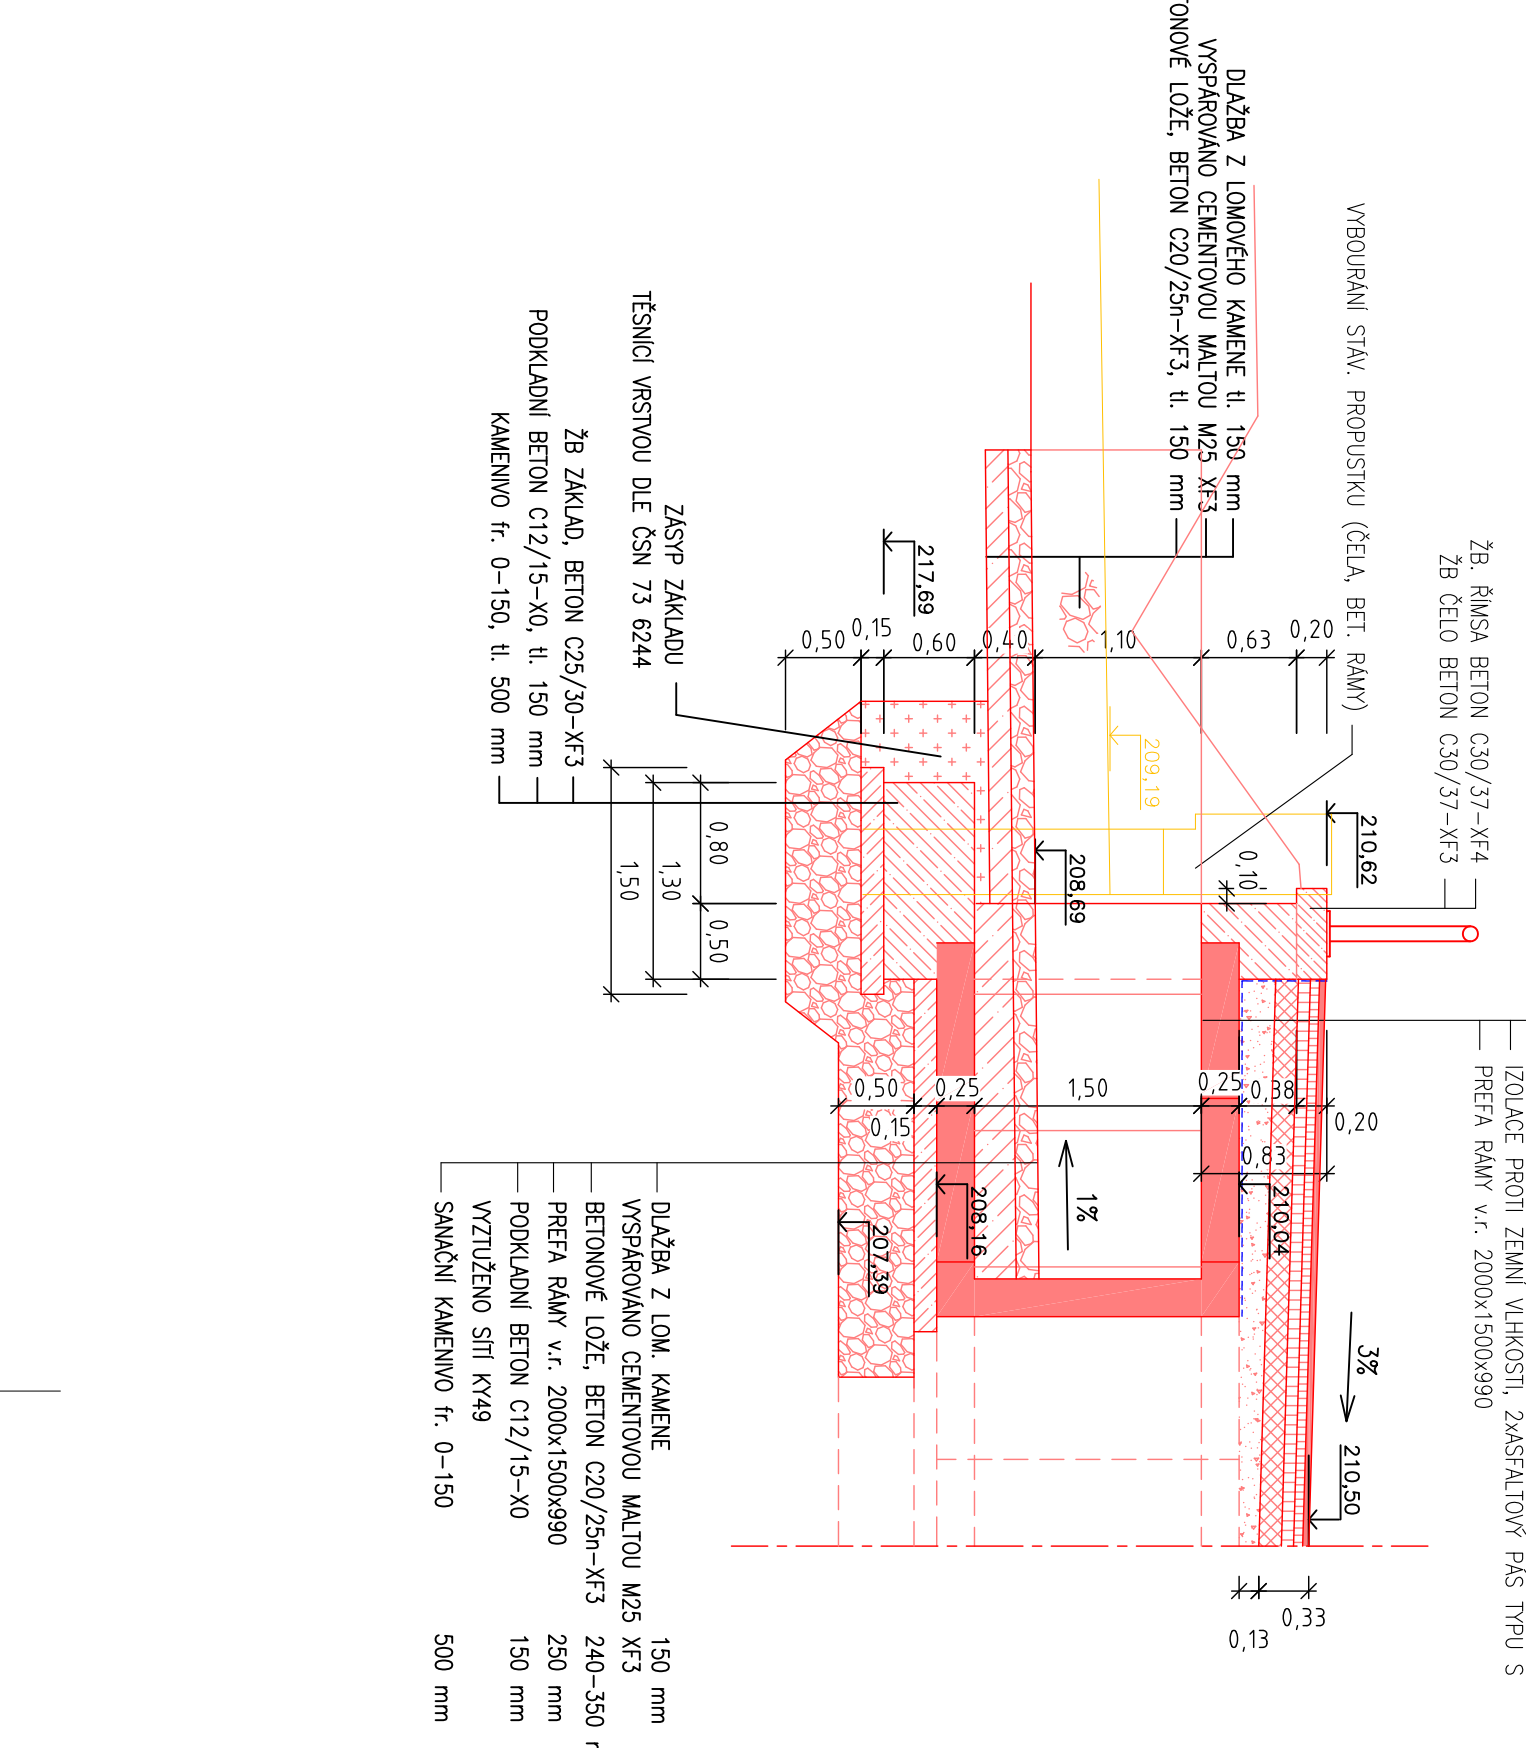 IZOLACE PROTI ZEMNÍ VLHKOSTI, 2xASFALTOVÝ PÁS TYPU S
PREFA RÁMY v.r. 2000x1500x990
ŽB. ŘÍMSA BETON C30/37-XF4
ŽB ČELO BETON C30/37-XF3
VYBOURÁNÍ STÁV. PROPUSTKU (ČELA, BET. RÁMY)
DLAŽBA Z LOMOVÉHO KAMENE tl. 150 mm
VYSPÁROVÁNO CEMENTOVOU MALTOU M25 XF3
TONOVÉ LOŽE, BETON C20/25n-XF3, tl. 150 mm
210,62
3%
210,50
0,20
0,63
1,10
0,40
0,60
0,15
0,50
217,69
209,19
208,69
0,10
0,20
0,38
0,25
1,50
0,25
0,15
0,50
0,83
210,04
1%
208,16
207,39
0,33
0,13
0,80
0,50
1,30
1,50
ZÁSYP ZÁKLADU
TĚSNÍCÍ VRSTVOU DLE ČSN 73 6244
ŽB ZÁKLAD, BETON C25/30-XF3
PODKLADNÍ BETON C12/15-X0, tl. 150 mm
KAMENIVO fr. 0-150, tl. 500 mm
DLAŽBA Z LOM. KAMENE 150 mm
VYSPÁROVÁNO CEMENTOVOU MALTOU M25 XF3
BETONOVÉ LOŽE, BETON C20/25n-XF3 240-350
PREFA RÁMY v.r. 2000x1500x990 250 mm
PODKLADNÍ BETON C12/15-X0 150 mm
VYZTUŽENO SÍTÍ KY49
SANAČNÍ KAMENIVO fr. 0-150 500 mm